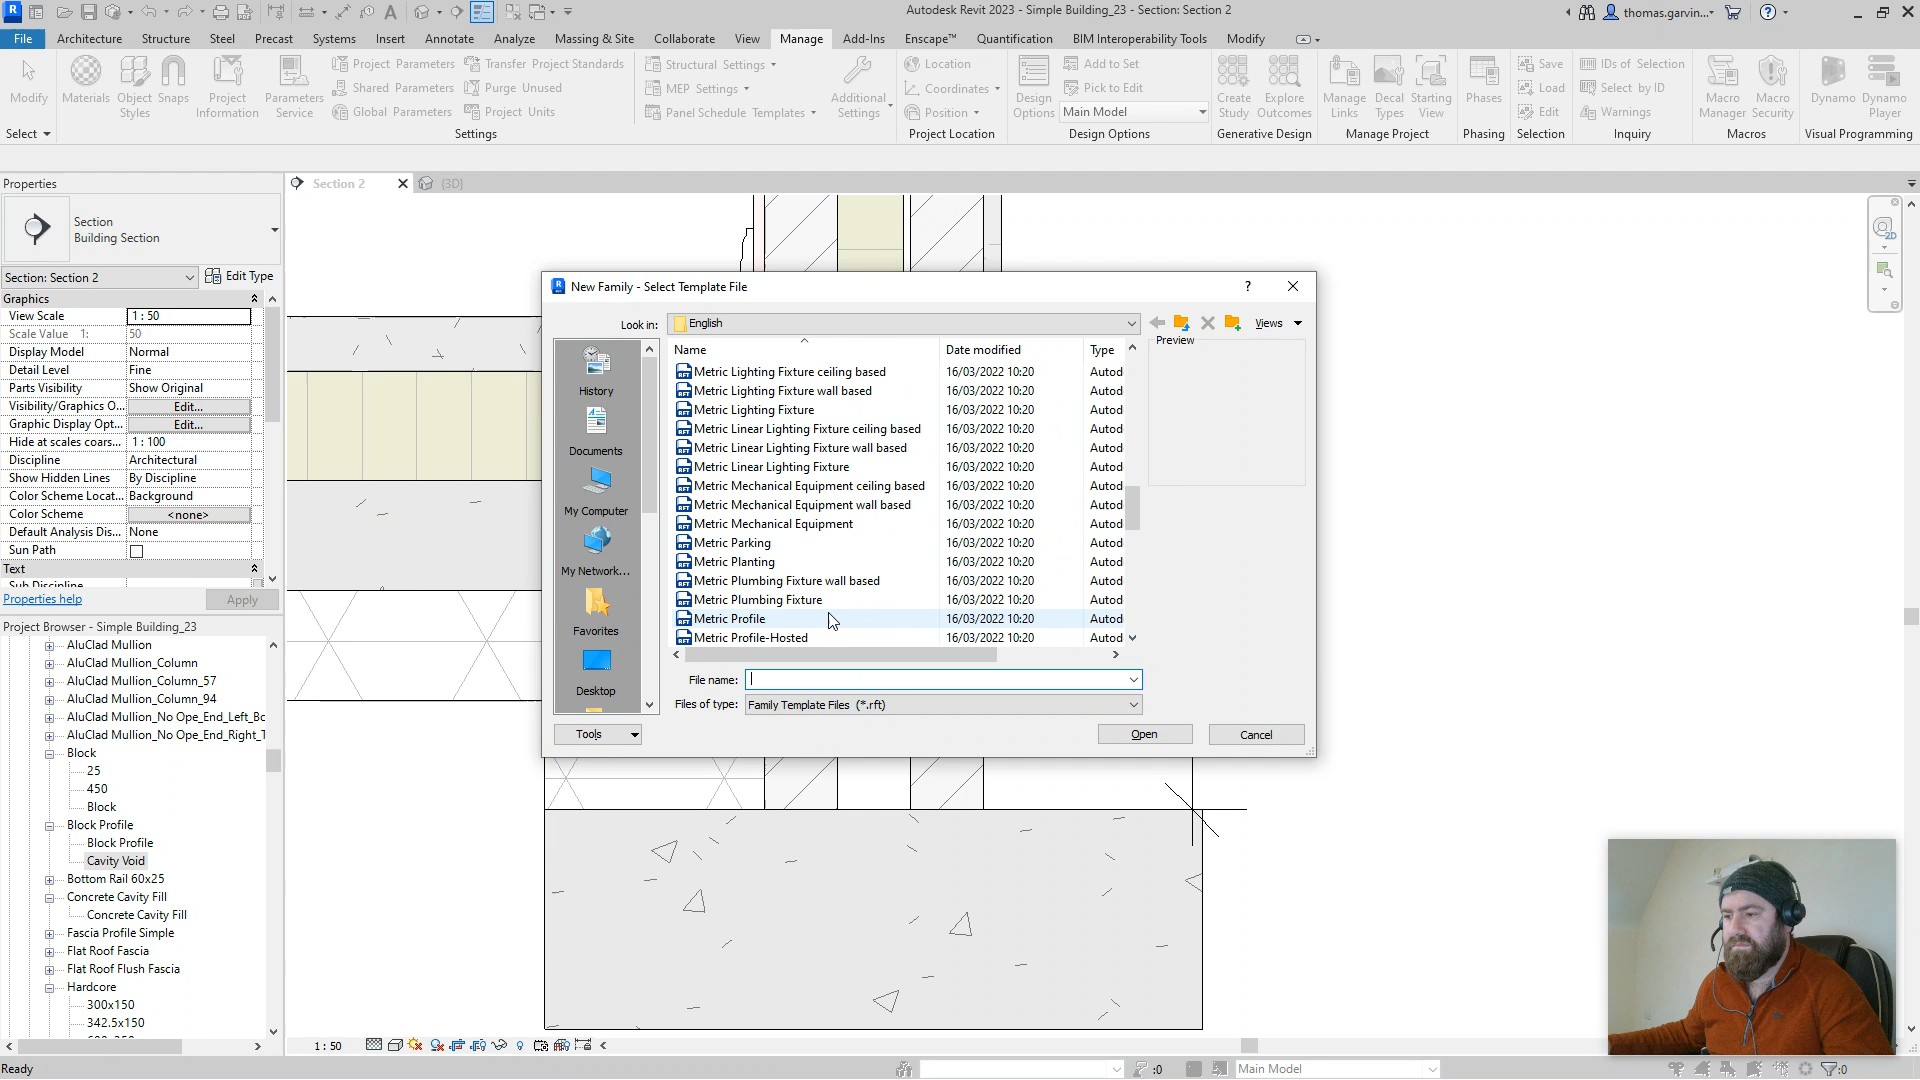 Autodesk Revit 2023 - Simple Building_23 - Section: Section 2
thomas.garvin...
File Architecture Structure Steel Precast Systems Insert Annotate Analyze Massing & Site Collaborate View Manage Add-Ins Enscape™ Quantification BIM Interoperability Tools Modify
Modify
Materials
Object Styles
Snaps
Project Information
Parameters Service
Project Parameters
Shared Parameters
Global Parameters
Transfer Project Standards
Purge Unused
Project Units
Structural Settings
MEP Settings
Panel Schedule Templates
Additional Settings
Location
Coordinates
Position
Design Options
Add to Set
Pick to Edit
Main Model
Create Study
Explore Outcomes
Manage Links
Decal Types
Starting View
Phases
Save
Load
Edit
IDs of Selection
Select by ID
Warnings
Macro Manager
Macro Security
Dynamo
Dynamo Player
Select
Settings
Project Location
Design Options
Generative Design
Manage Project
Phasing
Selection
Inquiry
Macros
Visual Programming
Properties
Section
Building Section
Section: Section 2
Edit Type
Graphics
View Scale 1 : 50
Scale Value 1: 50
Display Model Normal
Detail Level Fine
Parts Visibility Show Original
Visibility/Graphics O... Edit...
Graphic Display Opt... Edit...
Hide at scales coars... 1 : 100
Discipline Architectural
Show Hidden Lines By Discipline
Color Scheme Locat... Background
Color Scheme <none>
Default Analysis Dis... None
Sun Path
Text
Sub Discipline
Properties help
Apply
Project Browser - Simple Building_23
AluClad Mullion
AluClad Mullion_Column
AluClad Mullion_Column_57
AluClad Mullion_Column_94
AluClad Mullion_No Ope_End_Left_Bc
AluClad Mullion_No Ope_End_Right_T
Block
25
450
Block
Block Profile
Block Profile
Cavity Void
Bottom Rail 60x25
Concrete Cavity Fill
Concrete Cavity Fill
Fascia Profile Simple
Flat Roof Fascia
Flat Roof Flush Fascia
Hardcore
300x150
342.5x150
Section 2
{3D}
2D
New Family - Select Template File
?
Look in: English
Views
Preview
History
Documents
My Computer
My Network...
Favorites
Desktop
Name Date modified Type
Metric Lighting Fixture ceiling based 16/03/2022 10:20 Autod
Metric Lighting Fixture wall based 16/03/2022 10:20 Autod
Metric Lighting Fixture 16/03/2022 10:20 Autod
Metric Linear Lighting Fixture ceiling based 16/03/2022 10:20 Autod
Metric Linear Lighting Fixture wall based 16/03/2022 10:20 Autod
Metric Linear Lighting Fixture 16/03/2022 10:20 Autod
Metric Mechanical Equipment ceiling based 16/03/2022 10:20 Autod
Metric Mechanical Equipment wall based 16/03/2022 10:20 Autod
Metric Mechanical Equipment 16/03/2022 10:20 Autod
Metric Parking 16/03/2022 10:20 Autod
Metric Planting 16/03/2022 10:20 Autod
Metric Plumbing Fixture wall based 16/03/2022 10:20 Autod
Metric Plumbing Fixture 16/03/2022 10:20 Autod
Metric Profile 16/03/2022 10:20 Autod
Metric Profile-Hosted 16/03/2022 10:20 Autod
File name:
Files of type: Family Template Files (*.rft)
Tools
Open
Cancel
1 : 50
Ready
:0
Main Model
:0